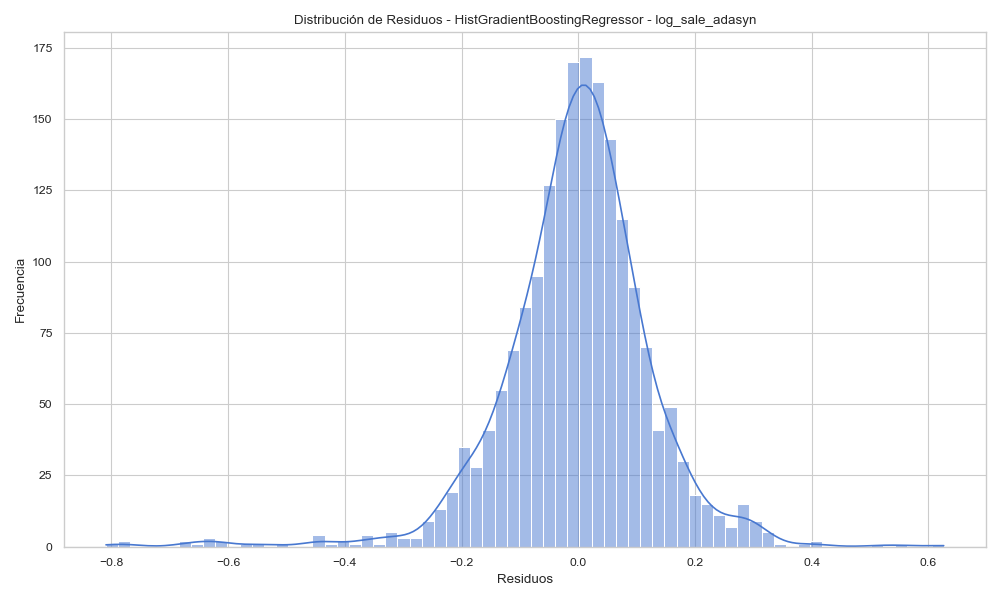 Distribución de Residuos - HistGradientBoostingRegressor - log_sale_adasyn
175
150
125
100
75
50
25
0
Frecuencia
−0.8 −0.6 −0.4 −0.2 0.0 0.2 0.4 0.6
Residuos